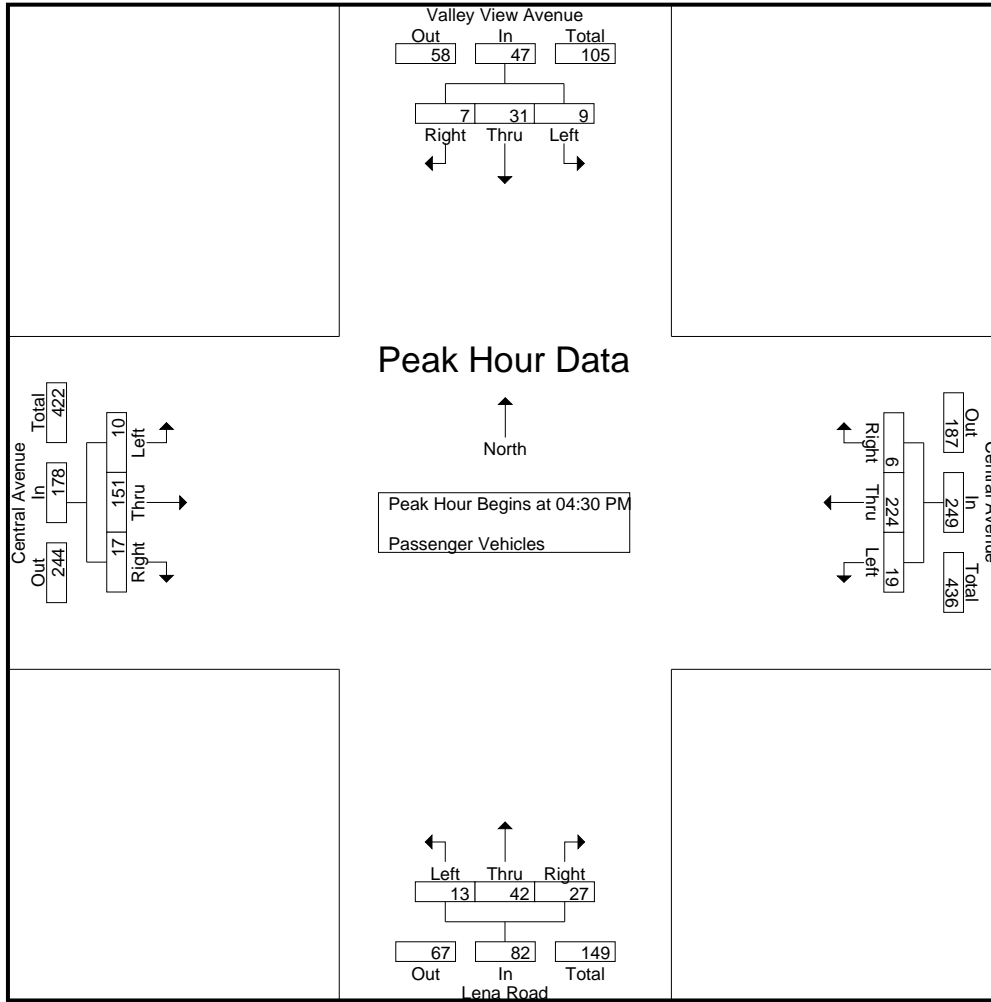 Valley View Avenue
Out In Total
58 47 105
7 31 9
Right Thru Left
Peak Hour Data
North
Peak Hour Begins at 04:30 PM
Passenger Vehicles
Central Avenue
Total In Out
422 178 244
10 151 17
Left Thru Right
Right Thru Left
6 224 19
187 249 436
Out In Total
Central Avenue
Left Thru Right
13 42 27
67 82 149
Out In Total
Lena Road